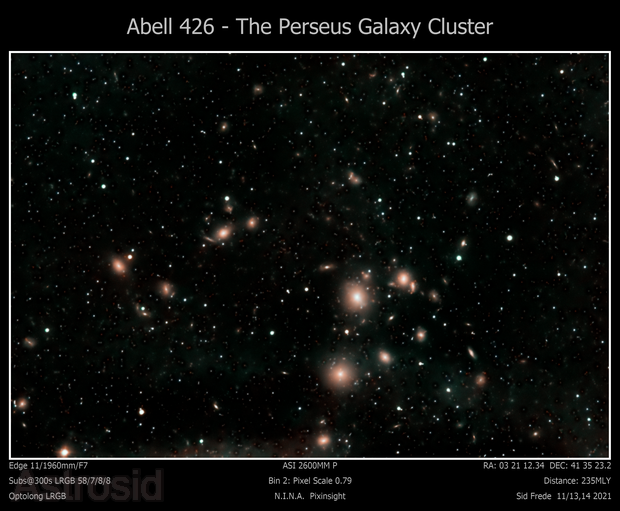 Abell 426 - The Perseus Galaxy Cluster
Edge 11/1960mm/F7 ASI 2600MM P RA: 03 21 12.34 DEC: 41 35 23.2
Subs@300s LRGB 58/7/8/8 Bin 2: Pixel Scale 0.79 Distance: 235MLY
Optolong LRGB N.I.N.A. Pixinsight Sid Frede 11/13,14 2021
Astrosid